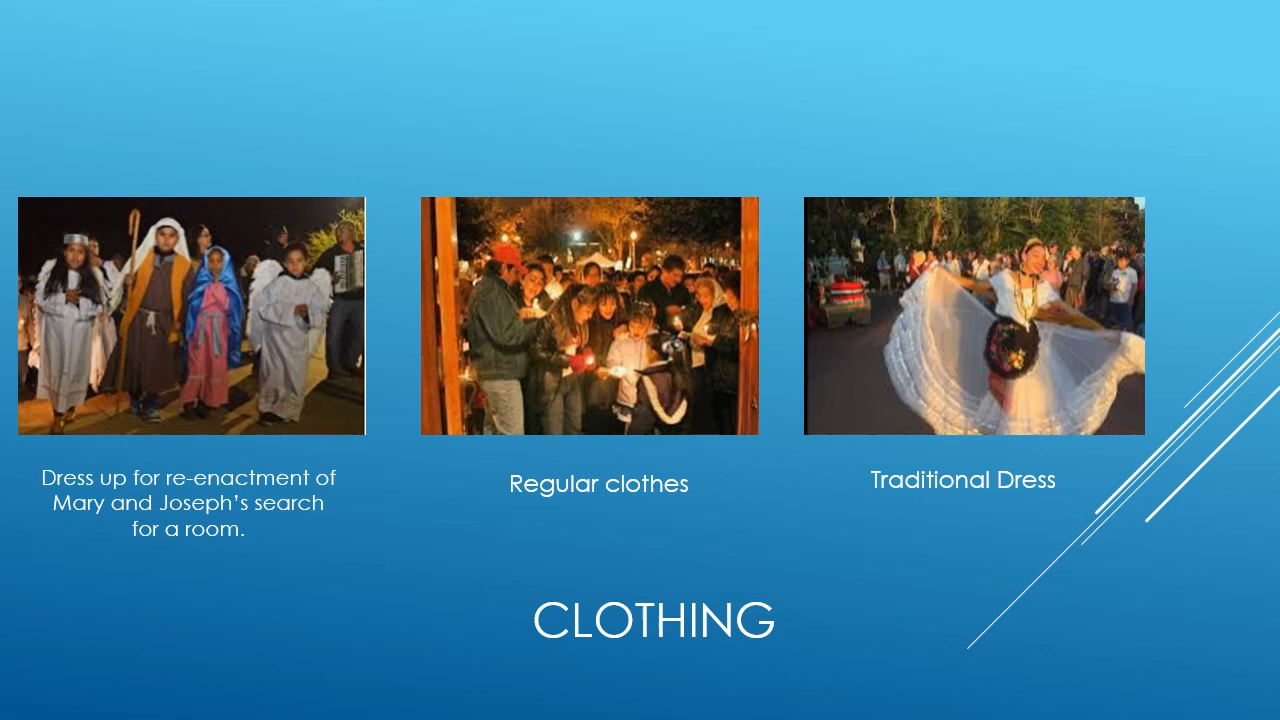 Dress up for re-enactment of
Mary and Joseph’s search
for a room.
Regular clothes
Traditional Dress
CLOTHING